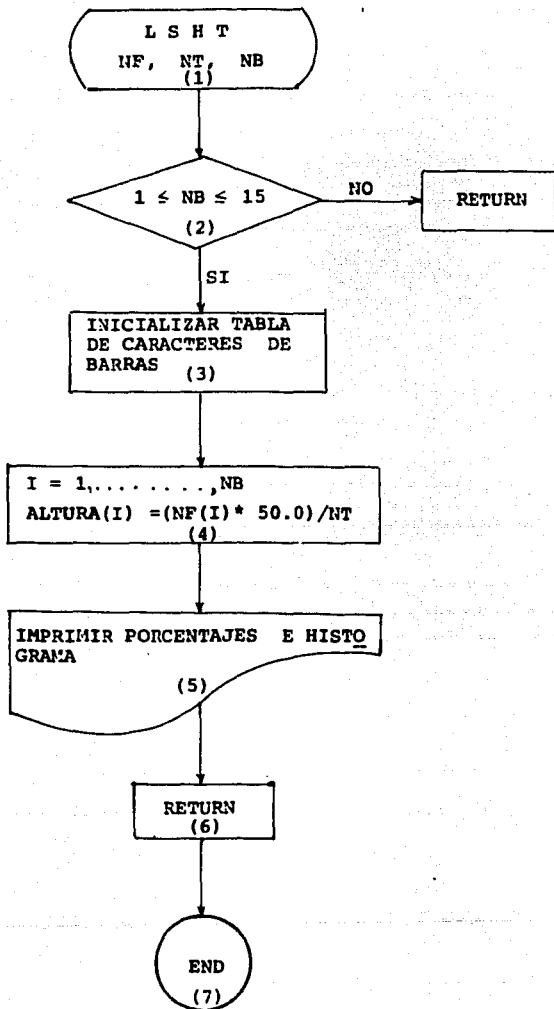 L S H T
NF, NT, NB
(1)
1 ≤ NB ≤ 15
(2)
NO
RETURN
SI
INICIALIZAR TABLA
DE CARACTERES DE
BARRAS (3)
I = 1,........,NB
ALTURA(I) =(NF(I)* 50.0)/NT
(4)
IMPRIMIR PORCENTAJES E HISTO
GRAMA
(5)
RETURN
(6)
END
(7)